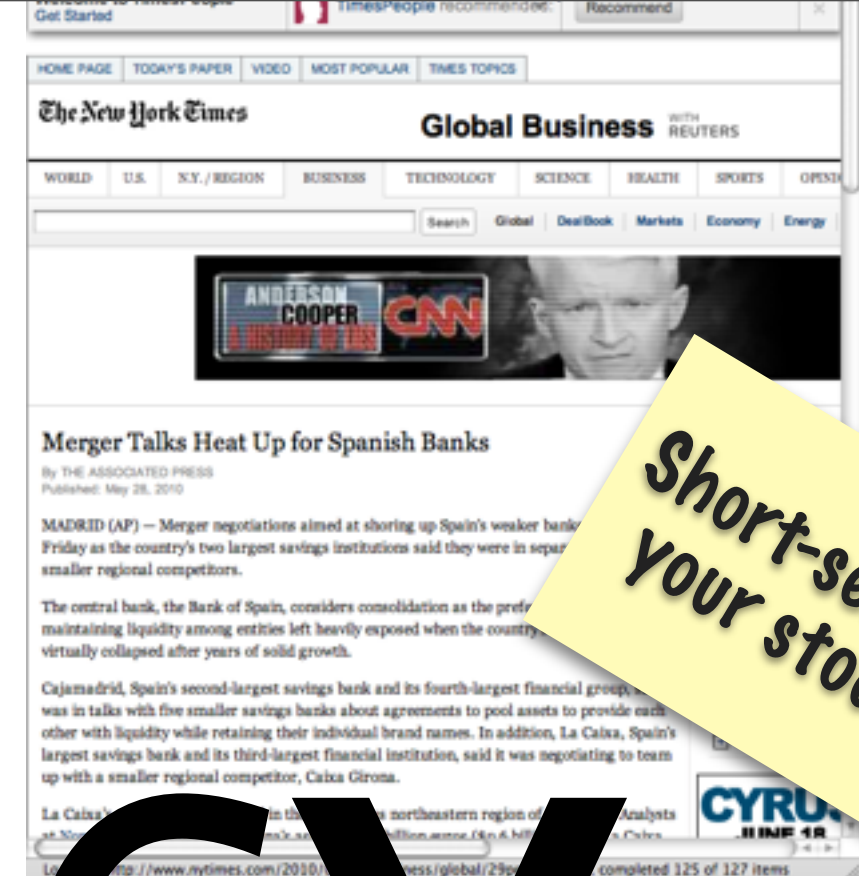 Get Started
TimesPeople recommended:
Recommend
HOME PAGE TODAY'S PAPER VIDEO MOST POPULAR TIMES TOPICS
The New York Times
Global Business WITH REUTERS
WORLD U.S. N.Y. / REGION BUSINESS TECHNOLOGY SCIENCE HEALTH SPORTS
Search Global DealBook Markets Economy Energy
ANDERSON
COOPER
CNN
Merger Talks Heat Up for Spanish Banks
By THE ASSOCIATED PRESS
Published: May 28, 2010
MADRID (AP) — Merger negotiations aimed at shoring up Spain's weaker
Friday as the country's two largest savings institutions said they were in
smaller regional competitors.
The central bank, the Bank of Spain, considers consolidation as the
maintaining liquidity among entities left heavily exposed when the
virtually collapsed after years of solid growth.
Cajamadrid, Spain's second-largest savings bank and its fourth-largest financial group,
was in talks with five smaller savings banks about agreements to pool assets to provide each
other with liquidity while retaining their individual brand names. In addition, La Caixa, Spain's
largest savings bank and its third-largest financial institution, said it was negotiating to team
up with a smaller regional competitor, Caixa Girona.
La Caixa's in the northeastern region of Analysts
Short-se
your sto
CYRUS
JUNE 18
completed 125 of 127 items